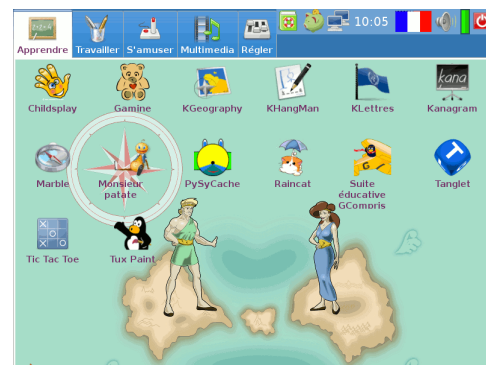 10:05
Apprendre Travailler S'amuser Multimedia Régler
kana
Childsplay Gamine KGeography KHangMan KLettres Kanagram
Marble Monsieur patate PySyCache Raincat Suite éducative GCompris Tanglet
Tic Tac Toe Tux Paint